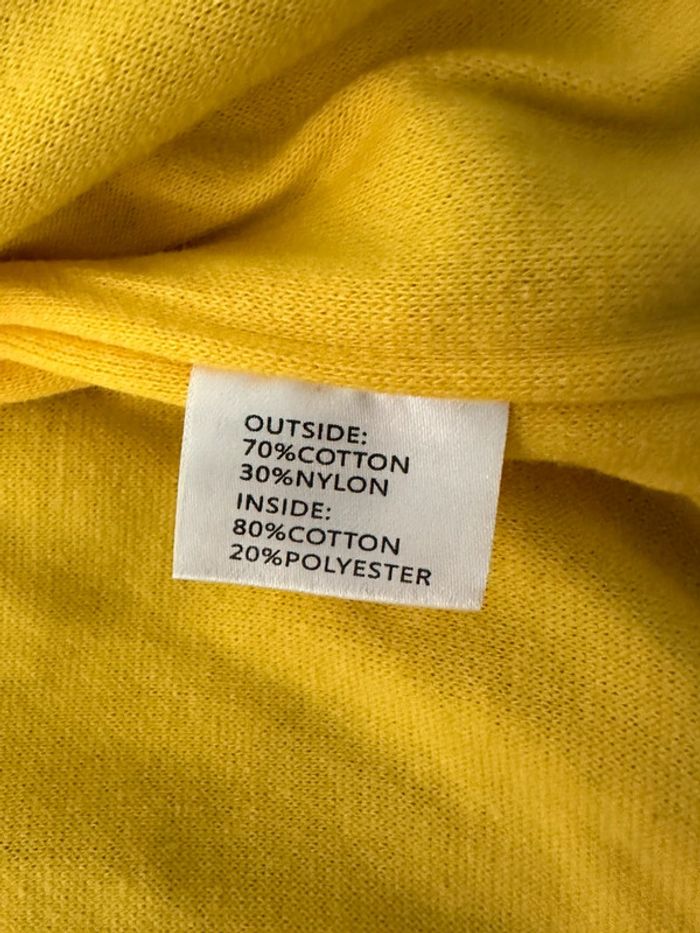 OUTSIDE:
70%COTTON
30%NYLON
INSIDE:
80%COTTON
20%POLYESTER